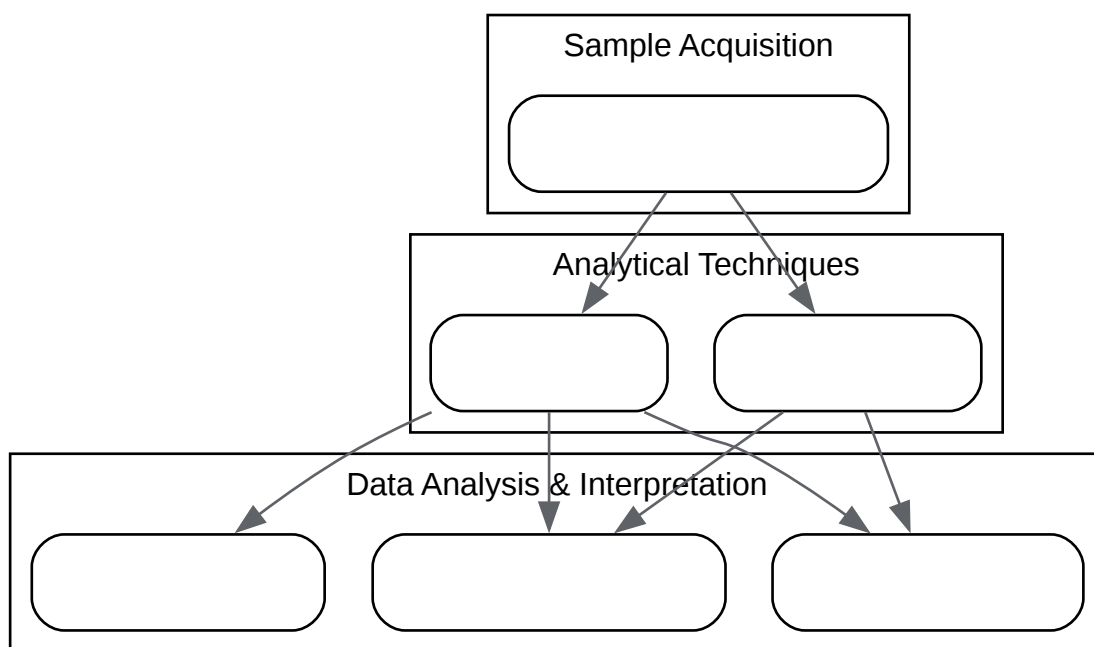 Sample Acquisition
Analytical Techniques
Data Analysis & Interpretation